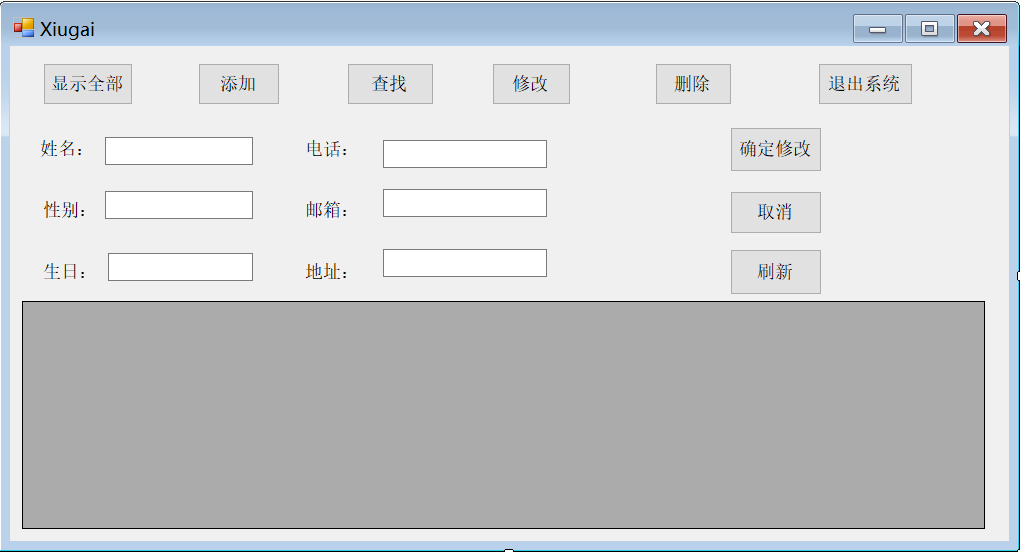 Xiugai
显示全部 添加 查找 修改 删除 退出系统
姓名： 电话： 确定修改
性别： 邮箱： 取消
生日： 地址： 刷新